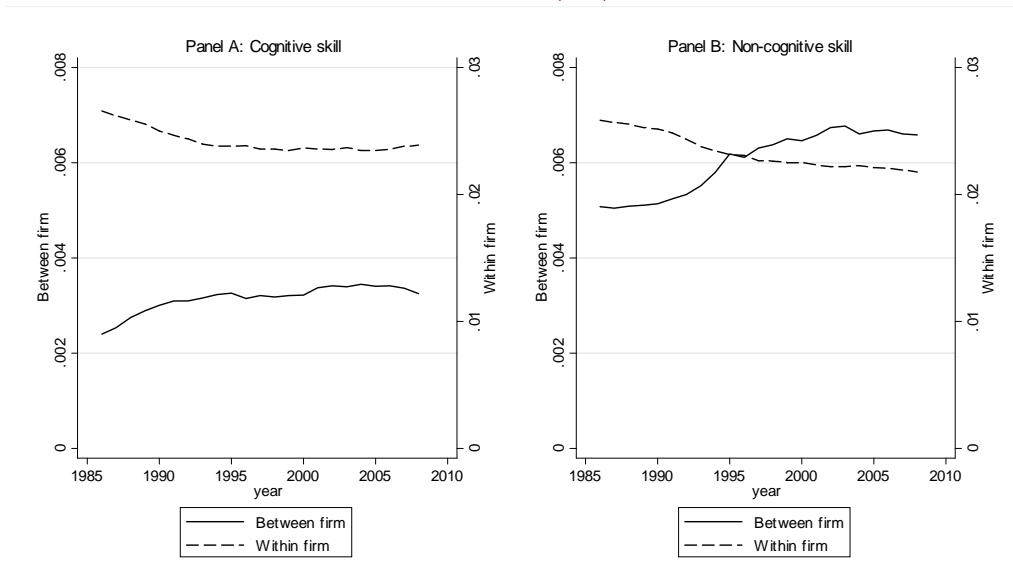 Panel A: Cognitive skill
Between firm
0 .002 .004 .006 .008
Within firm
0 .01 .02 .03
1985 1990 1995 2000 2005 2010
year
Between firm
Within firm
Panel B: Non-cognitive skill
Between firm
0 .002 .004 .006 .008
Within firm
0 .01 .02 .03
1985 1990 1995 2000 2005 2010
year
Between firm
Within firm